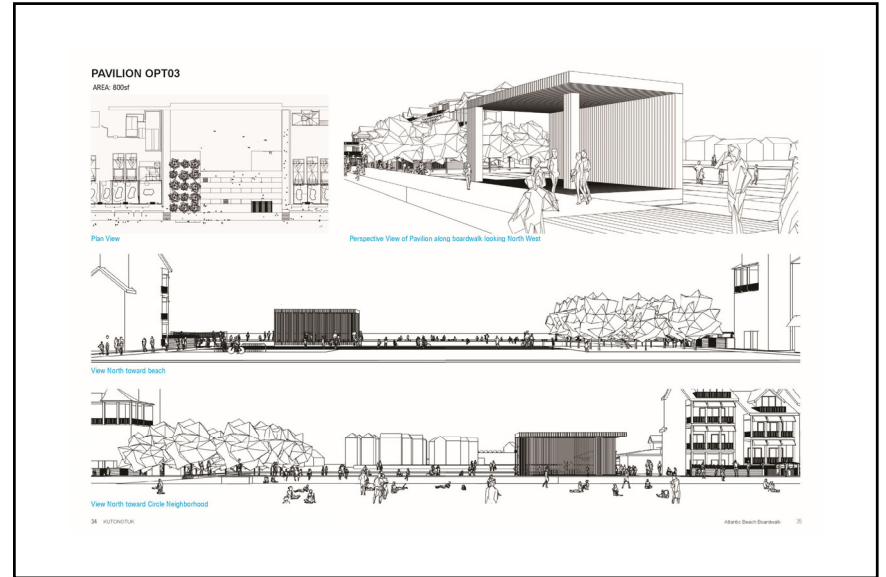 PAVILION OPT03
AREA: 800sf
Plan View
Perspective View of Pavilion along boardwalk looking North West
View North toward beach
View North toward Circle Neighborhood
34 KUTONOTUK
Atlantic Beach Boardwalk 35